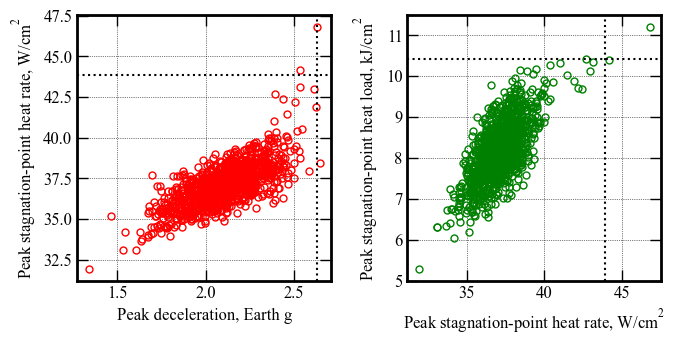 Peak stagnation-point heat rate, W/cm²
47.5
45.0
42.5
40.0
37.5
35.0
32.5
1.5 2.0 2.5
Peak deceleration, Earth g
Peak stagnation-point heat load, kJ/cm²
11
10
9
8
7
6
5
35 40 45
Peak stagnation-point heat rate, W/cm²